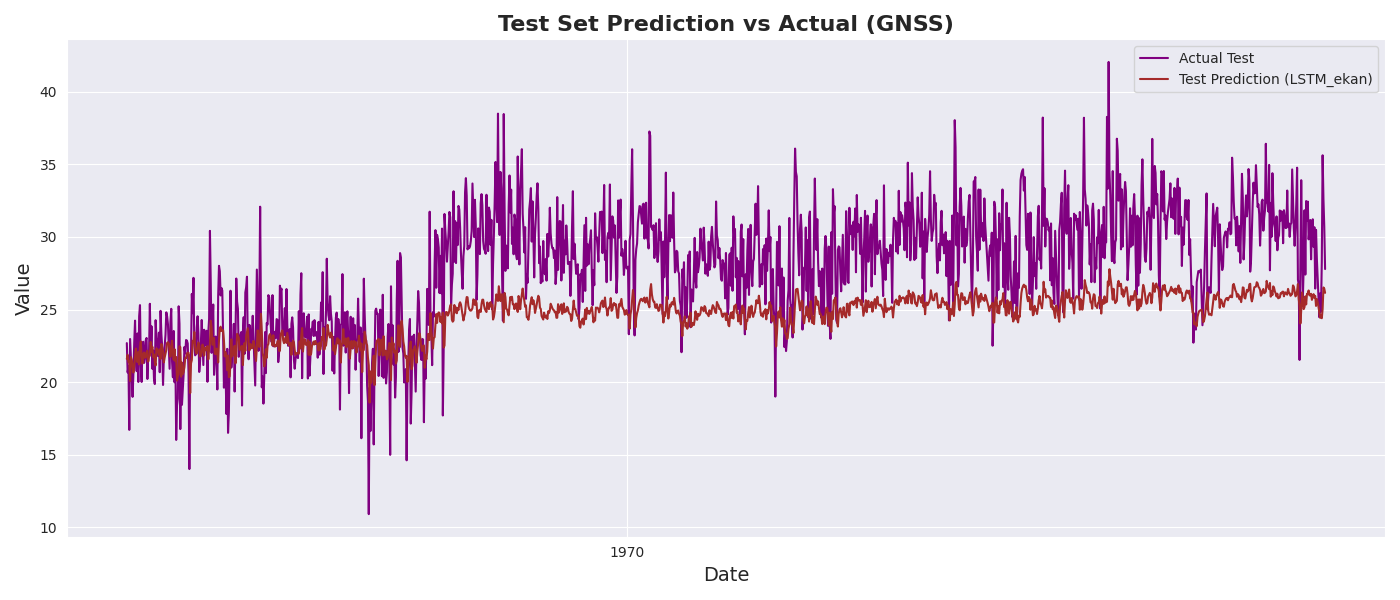 Test Set Prediction vs Actual (GNSS)
Actual Test
Test Prediction (LSTM_ekan)
Value
40
35
30
25
20
15
10
1970
Date